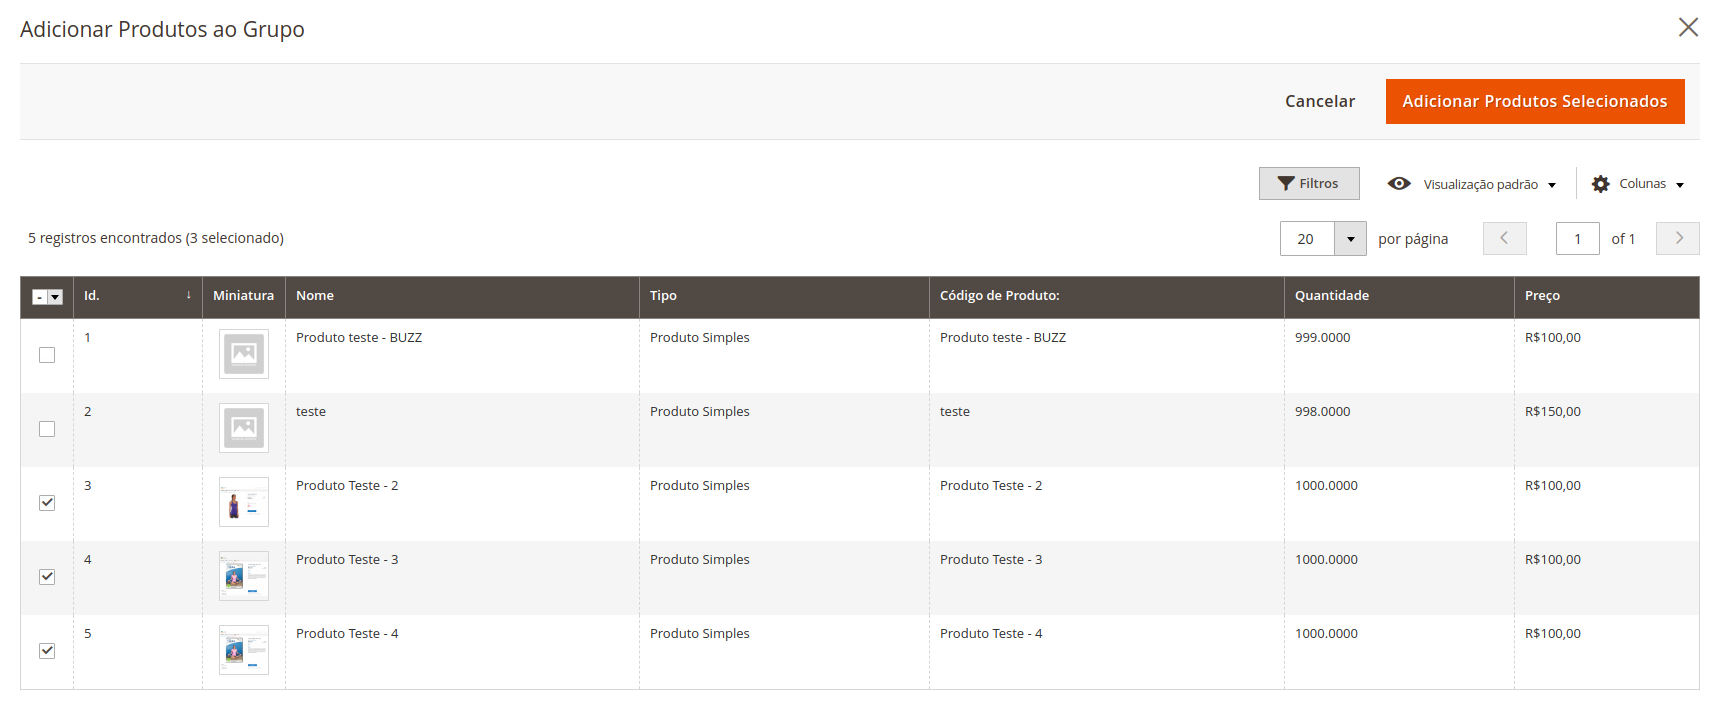 Adicionar Produtos ao Grupo
Cancelar Adicionar Produtos Selecionados
Filtros Visualização padrão Colunas
5 registros encontrados (3 selecionado) 20 por página 1 of 1
- Id. ↓ Miniatura Nome Tipo Código de Produto: Quantidade Preço
1 Produto teste - BUZZ Produto Simples Produto teste - BUZZ 999.0000 R$100,00
2 teste Produto Simples teste 998.0000 R$150,00
3 Produto Teste - 2 Produto Simples Produto Teste - 2 1000.0000 R$100,00
4 Produto Teste - 3 Produto Simples Produto Teste - 3 1000.0000 R$100,00
5 Produto Teste - 4 Produto Simples Produto Teste - 4 1000.0000 R$100,00